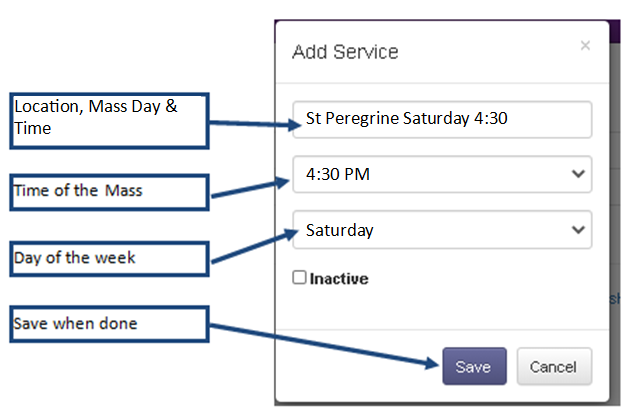 Add Service ×
Location, Mass Day &
Time
St Peregrine Saturday 4:30
Time of the Mass
4:30 PM
Day of the week
Saturday
Inactive
Save when done
Save
Cancel
sh